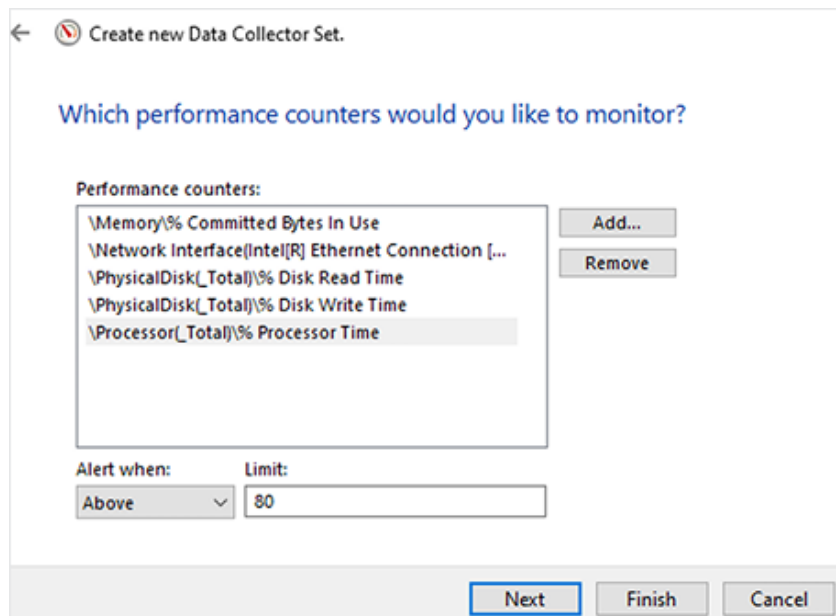 Create new Data Collector Set.
Which performance counters would you like to monitor?
Performance counters:
\Memory\% Committed Bytes In Use
\Network Interface(Intel[R] Ethernet Connection [...
\PhysicalDisk(_Total)\% Disk Read Time
\PhysicalDisk(_Total)\% Disk Write Time
\Processor(_Total)\% Processor Time
Add...
Remove
Alert when:
Limit:
Above
80
Next
Finish
Cancel